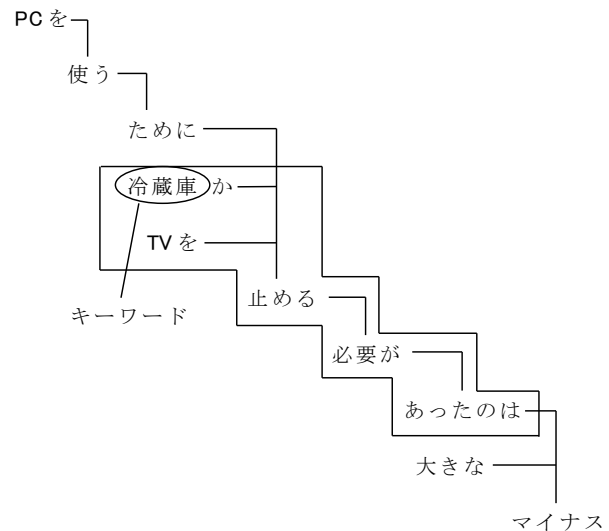 PCを
使う
ために
冷蔵庫か
TVを
止める
キーワード
必要が
あったのは
大きな
マイナス